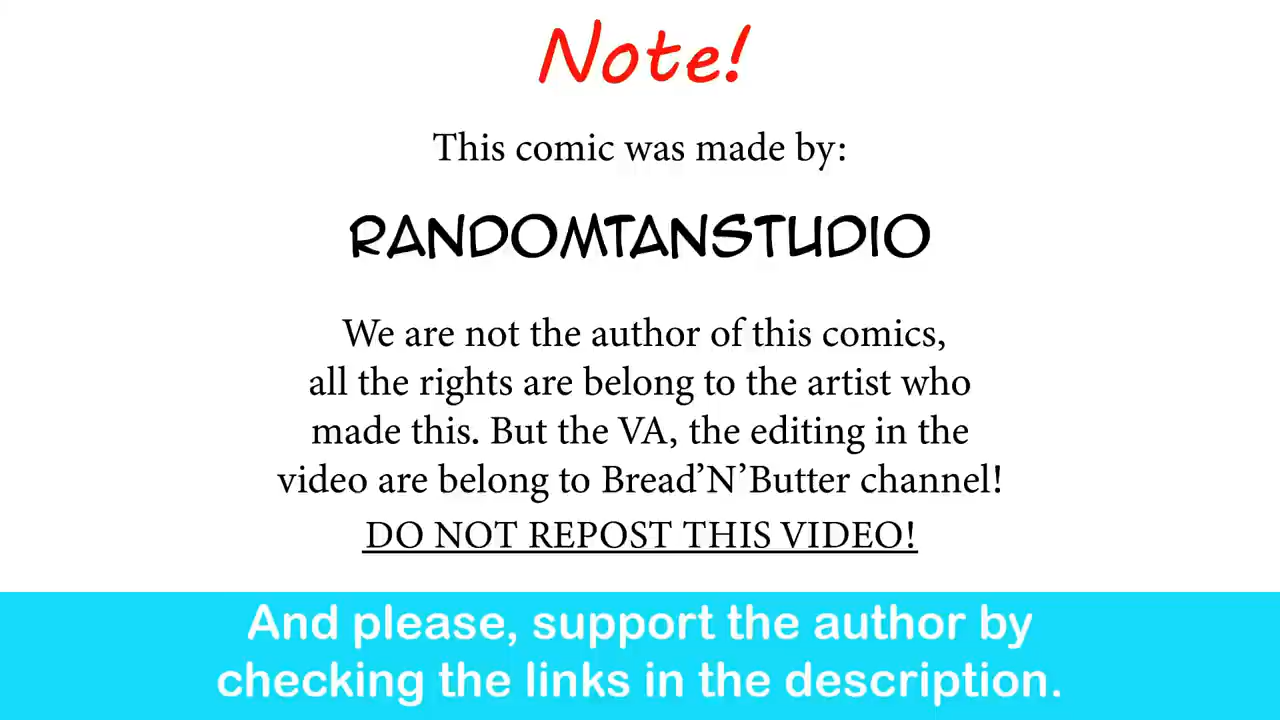 Note!
This comic was made by:
RANDOMTANSTUDIO
We are not the author of this comics,
all the rights are belong to the artist who
made this. But the VA, the editing in the
video are belong to Bread’N’Butter channel!
DO NOT REPOST THIS VIDEO!
And please, support the author by
checking the links in the description.